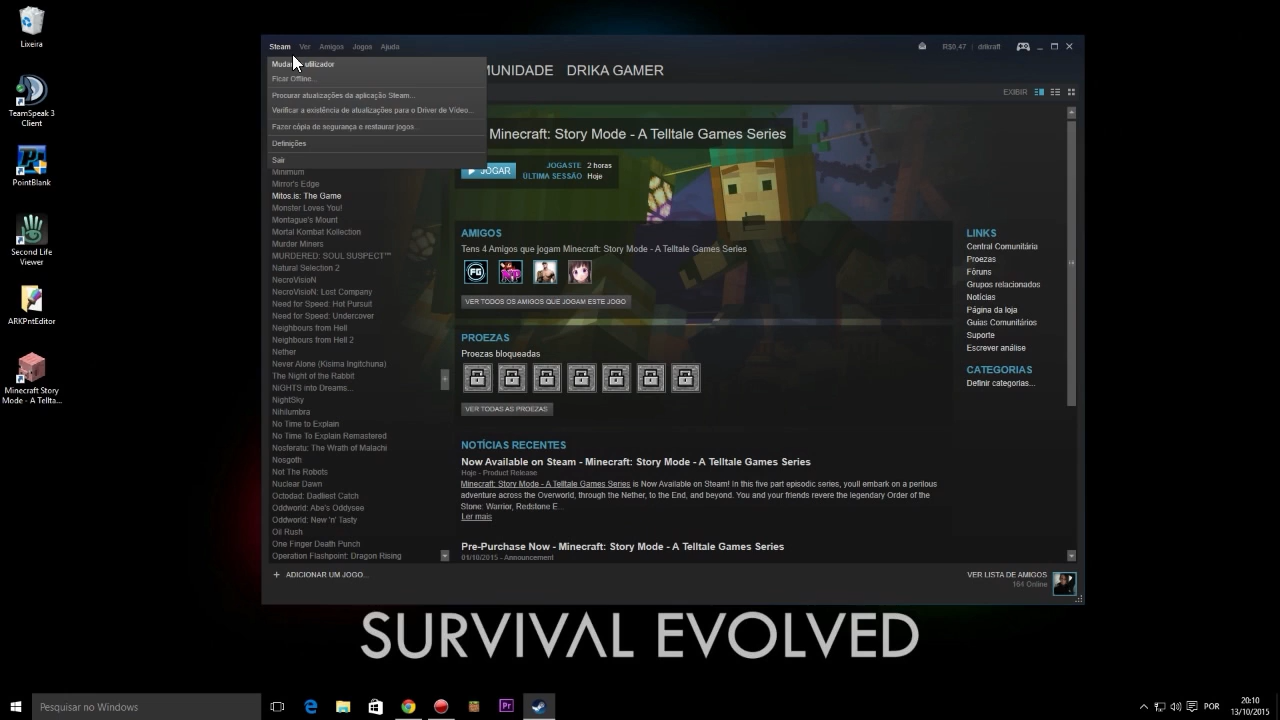 Lixeira
TeamSpeak 3
Client
PointBlank
Second Life
Viewer
ARKPntEditor
Minecraft Story
Mode - A Tellta...
Steam Ver Amigos Jogos Ajuda
R$0,47 drikraft
utilizador
Ficar Offline...
Procurar atualizações da aplicação Steam...
Verificar a existência de atualizações para o Driver de Vídeo...
Fazer cópia de segurança e restaurar jogos...
Definições
Sair
DRIKA GAMER
EXIBIR
Minimum
Mirror's Edge
Mitos.is: The Game
Monster Loves You!
Montague's Mount
Mortal Kombat Kollection
Murder Miners
MURDERED: SOUL SUSPECT™
Natural Selection 2
NecroVisioN
NecroVisioN: Lost Company
Need for Speed: Hot Pursuit
Need for Speed: Undercover
Neighbours from Hell
Neighbours from Hell 2
Nether
Never Alone (Kisima Ingitchuna)
The Night of the Rabbit
NiGHTS into Dreams...
NightSky
Nihilumbra
No Time to Explain
No Time To Explain Remastered
Nosferatu: The Wrath of Malachi
Nosgoth
Not The Robots
Nuclear Dawn
Octodad: Dadliest Catch
Oddworld: Abe's Oddysee
Oddworld: New 'n' Tasty
Oil Rush
One Finger Death Punch
Operation Flashpoint: Dragon Rising
+ ADICIONAR UM JOGO...
Minecraft: Story Mode - A Telltale Games Series
JOGAR
JOGASTE 2 horas
ÚLTIMA SESSÃO Hoje
AMIGOS
Tens 4 Amigos que jogam Minecraft: Story Mode - A Telltale Games Series
VER TODOS OS AMIGOS QUE JOGAM ESTE JOGO
PROEZAS
Proezas bloqueadas
VER TODAS AS PROEZAS
NOTÍCIAS RECENTES
Now Available on Steam - Minecraft: Story Mode - A Telltale Games Series
Hoje - Product Release
Minecraft: Story Mode - A Telltale Games Series is Now Available on Steam! In this five part episodic series, youll embark on a perilous
adventure across the Overworld, through the Nether, to the End, and beyond. You and your friends revere the legendary Order of the
Stone: Warrior, Redstone E...
Ler mais
Pre-Purchase Now - Minecraft: Story Mode - A Telltale Games Series
01/10/2015 - Announcement
LINKS
Central Comunitária
Proezas
Fóruns
Grupos relacionados
Notícias
Página da loja
Guias Comunitários
Suporte
Escrever análise
CATEGORIAS
Definir categorias...
VER LISTA DE AMIGOS
164 Online
SURVIVAL EVOLVED
Pesquisar no Windows
POR
20:10
13/10/2015